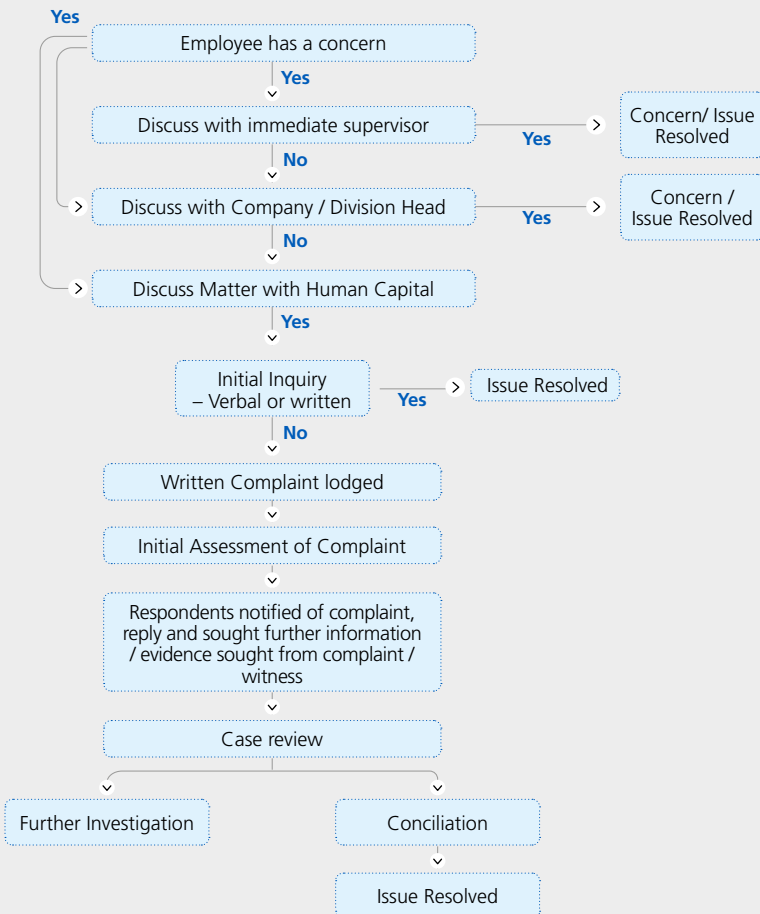 Yes
Employee has a concern
Yes
Discuss with immediate supervisor
Yes
Concern/ Issue
Resolved
No
Discuss with Company / Division Head
Yes
Concern /
Issue Resolved
No
Discuss Matter with Human Capital
Yes
Initial Inquiry
– Verbal or written
Yes
Issue Resolved
No
Written Complaint lodged
Initial Assessment of Complaint
Respondents notified of complaint,
reply and sought further information
/ evidence sought from complaint /
witness
Case review
Further Investigation
Conciliation
Issue Resolved